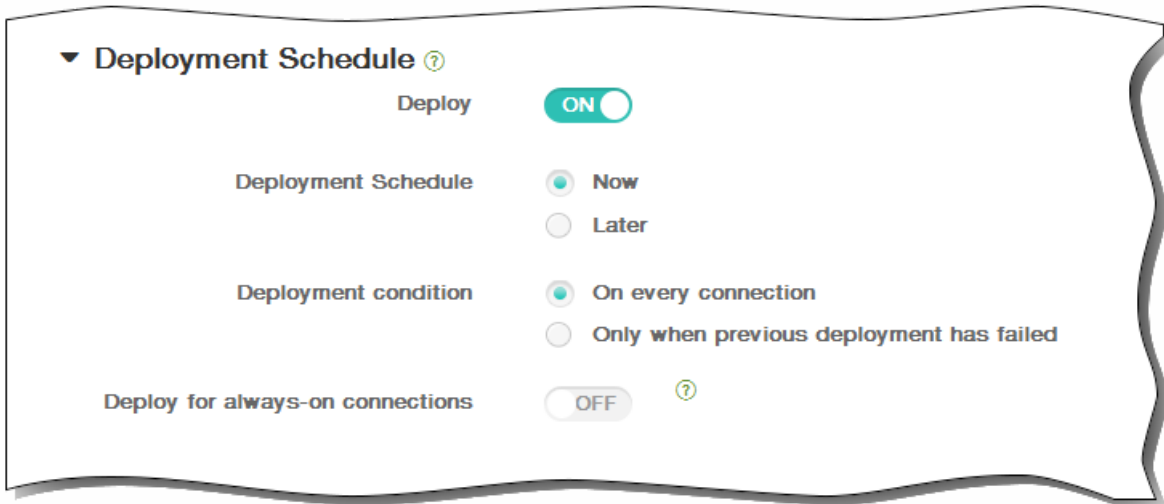 Deployment Schedule ?
Deploy ON
Deployment Schedule Now
Later
Deployment condition On every connection
Only when previous deployment has failed
Deploy for always-on connections OFF ?